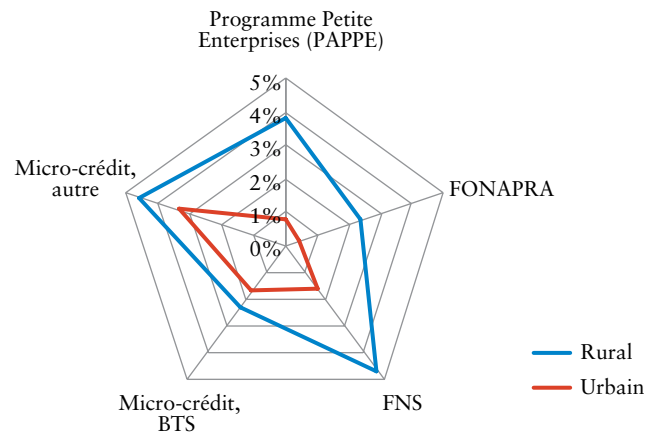 Programme Petite
Enterprises (PAPPE)
5%
4%
3%
2%
1%
0%
Micro-crédit,
autre
FONAPRA
Micro-crédit,
BTS
FNS
Rural
Urbain